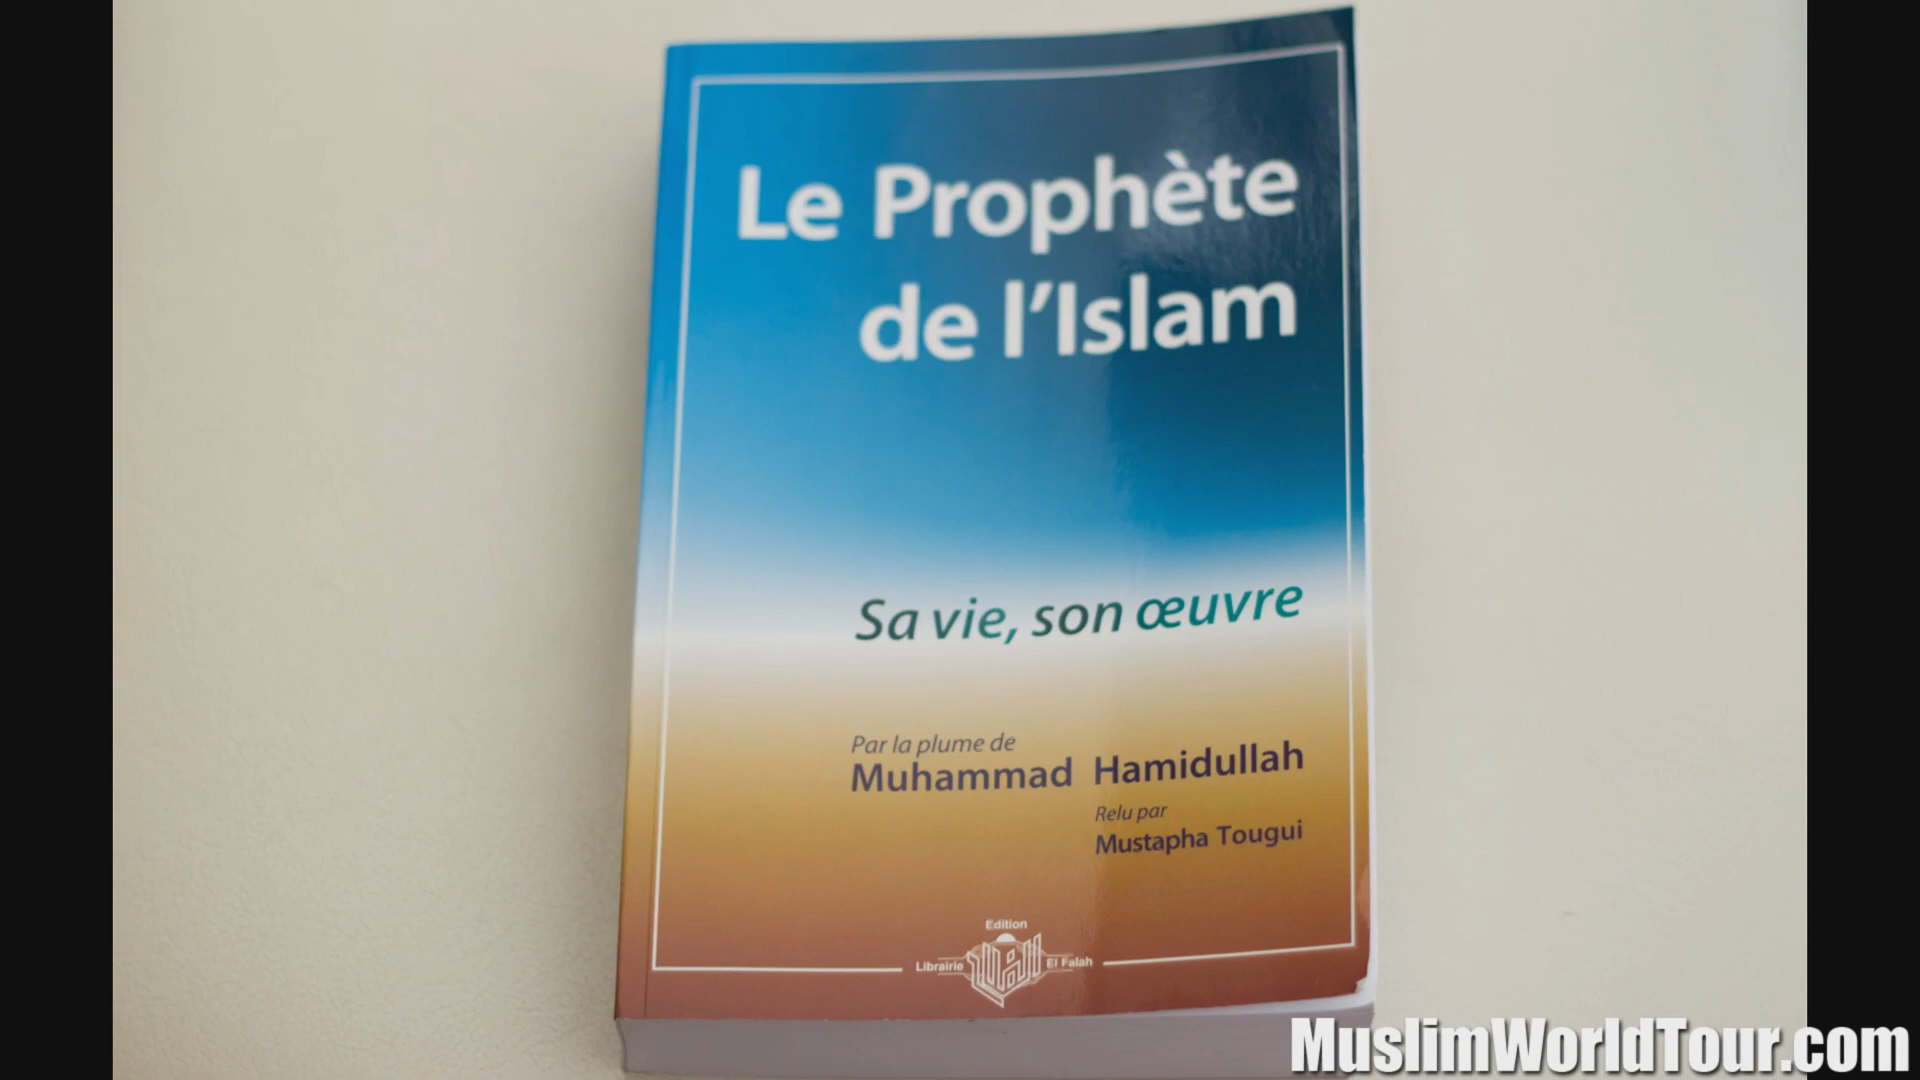 Le Prophète
de l'Islam
Sa vie, son œuvre
Par la plume de
Muhammad Hamidullah
Relu par
Mustapha Tougui
Edition
Librairie El Falah
MuslimWorldTour.com